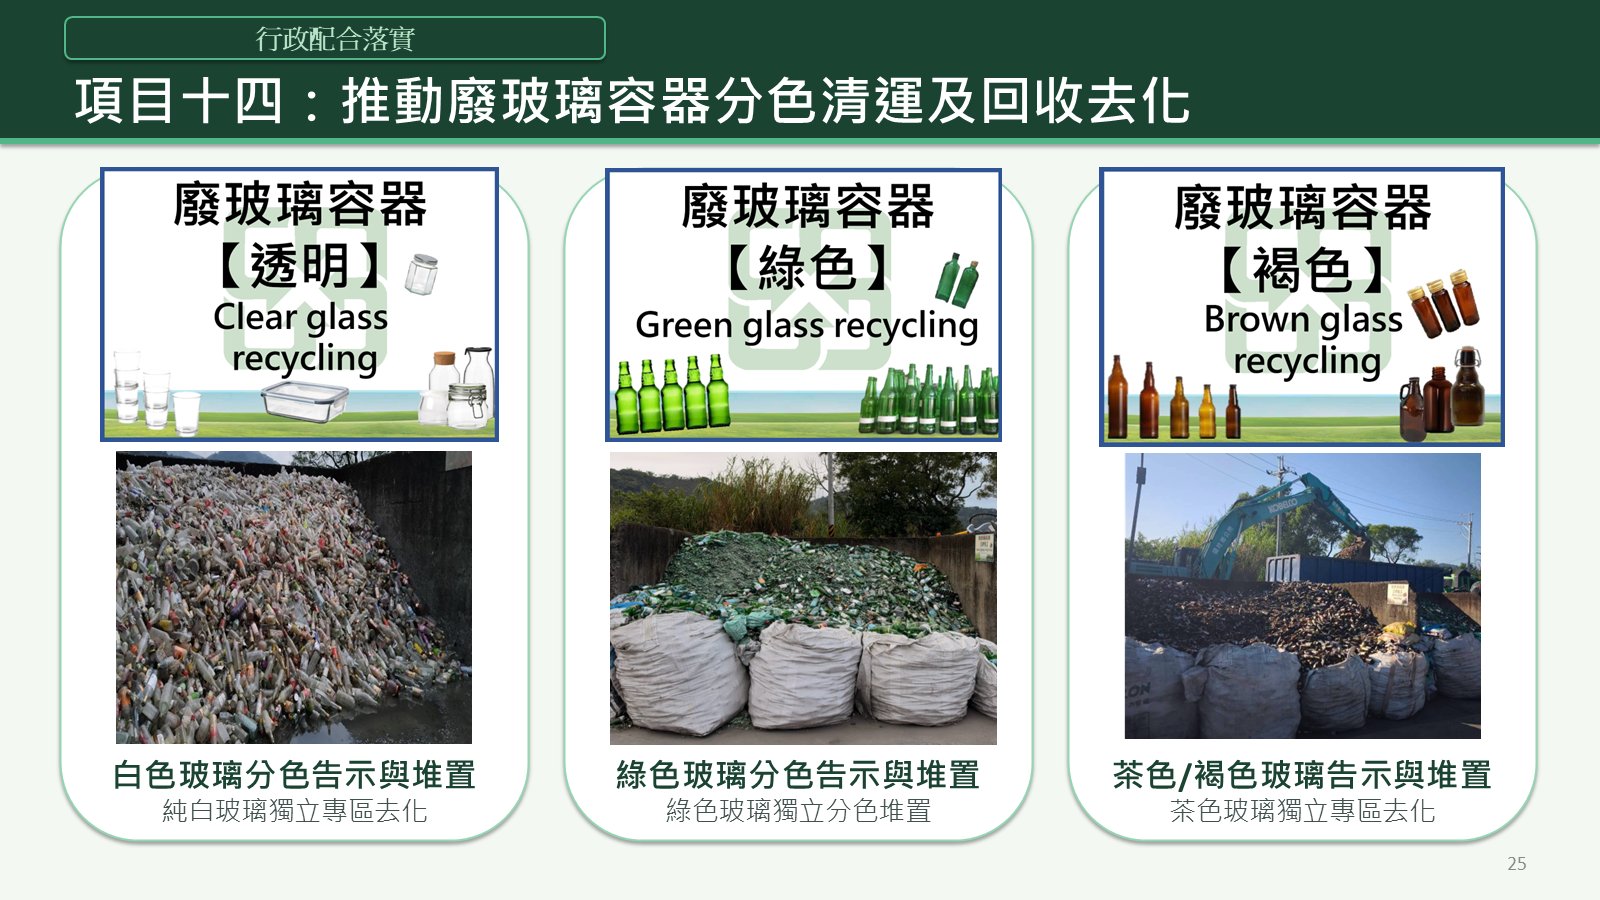 行政配合落實
項目十四：推動廢玻璃容器分色清運及回收去化
廢玻璃容器
【透明】
Clear glass
recycling
廢玻璃容器
【綠色】
Green glass recycling
廢玻璃容器
【褐色】
Brown glass
recycling
KOBELCO
白色玻璃分色告示與堆置
純白玻璃獨立專區去化
綠色玻璃分色告示與堆置
綠色玻璃獨立分色堆置
茶色/褐色玻璃告示與堆置
茶色玻璃獨立專區去化
25